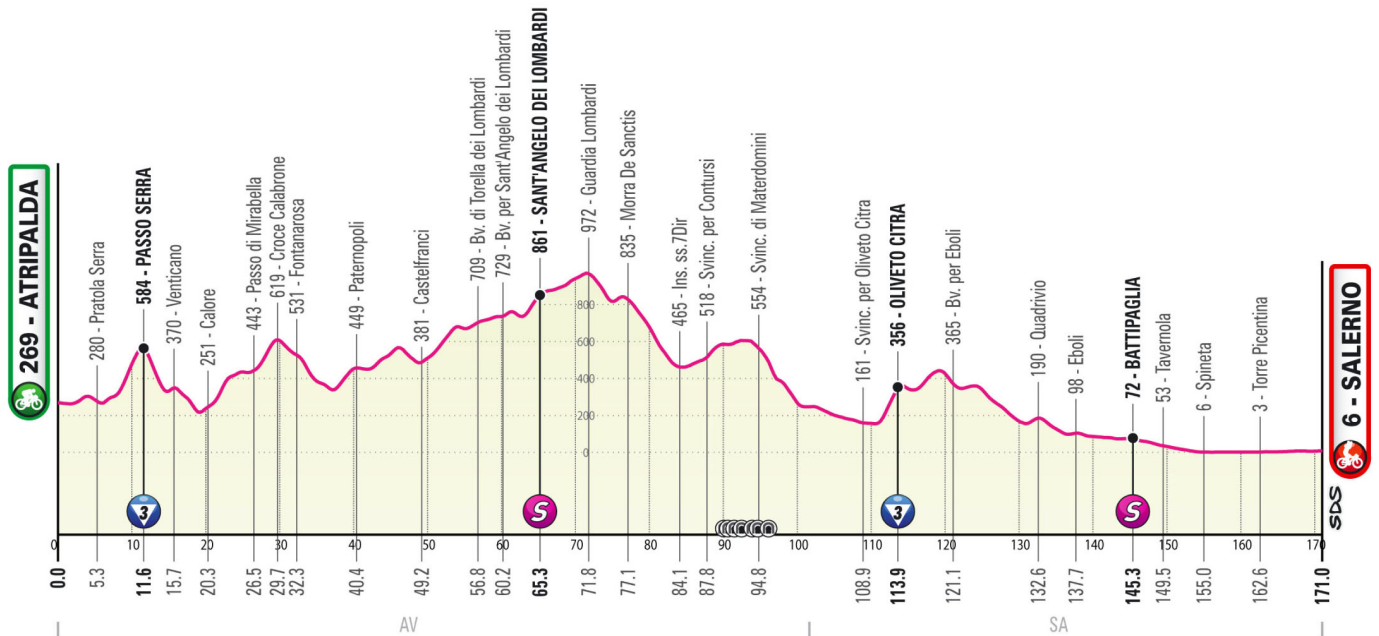 269 - ATRIPALDA
280 - Pratola Serra
584 - PASSO SERRA
370 - Venticano
251 - Calore
443 - Passo di Mirabella
619 - Croce Calabrone
531 - Fontanarosa
449 - Paternopoli
381 - Castelfranci
709 - Bv. di Torella dei Lombardi
729 - Bv. per Sant'Angelo dei Lombardi
861 - SANT'ANGELO DEI LOMBARDI
972 - Guardia Lombardi
835 - Morra De Sanctis
465 - Ins. ss.7Dir
518 - Svinc. per Contursi
554 - Svinc. di Materdomini
161 - Svinc. per Oliveto Citra
356 - OLIVETO CITRA
365 - Bv. per Eboli
190 - Quadrivio
98 - Eboli
72 - BATTIPAGLIA
53 - Tavernola
6 - Spineta
3 - Torre Picentina
6 - SALERNO
800
600
400
200
0
3
S
3
S
SDS
0 10 20 30 40 50 60 70 80 90 100 110 120 130 140 150 160 170
0.0 5.3 11.6 15.7 20.3 26.5 29.7 32.3 40.4 49.2 56.8 60.2 65.3 71.8 77.1 84.1 87.8 94.8 108.9 113.9 121.1 132.6 137.7 145.3 149.5 155.0 162.6 171.0
AV SA